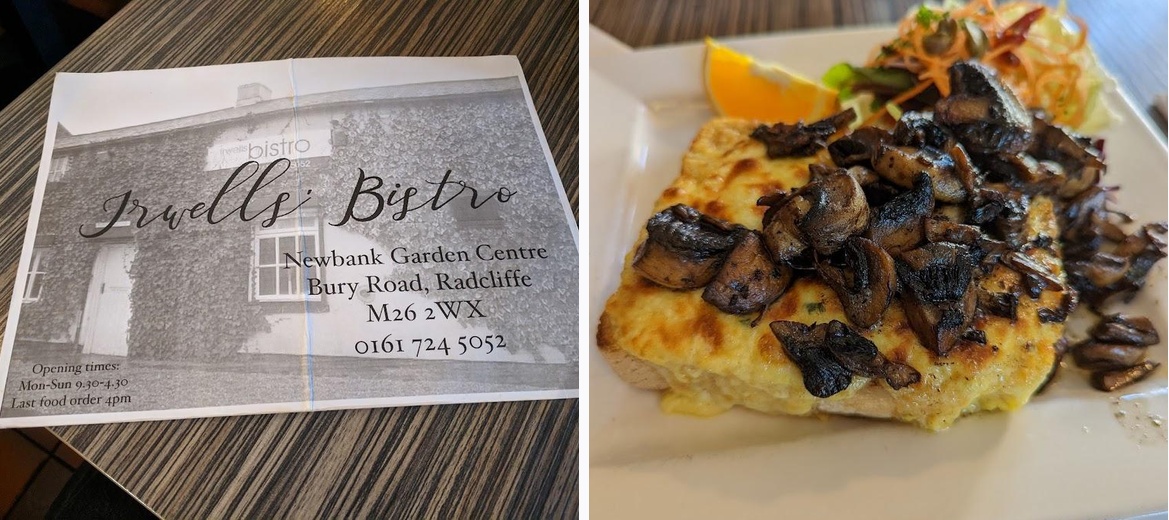 bistro
Irwells' Bistro
Newbank Garden Centre
Bury Road, Radcliffe
M26 2WX
0161 724 5052
Opening times:
Mon-Sun 9.30-4.30
Last food order 4pm